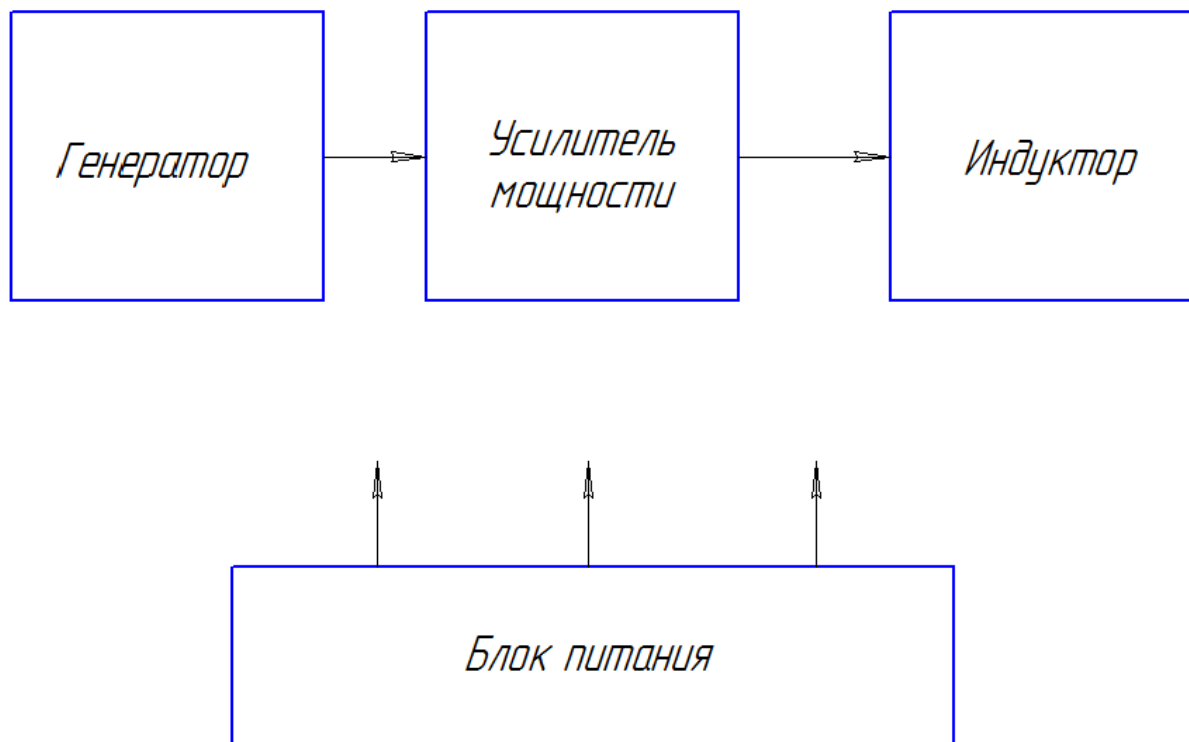 Генератор
Усилитель
мощности
Индуктор
Блок питания